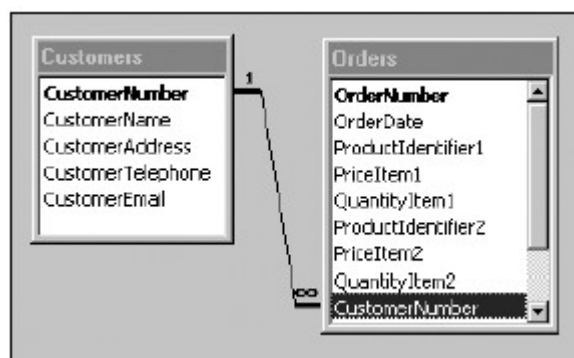 Customers
CustomerNumber
CustomerName
CustomerAddress
CustomerTelephone
CustomerEmail
1
∞
Orders
OrderNumber
OrderDate
ProductIdentifier1
PriceItem1
QuantityItem1
ProductIdentifier2
PriceItem2
QuantityItem2
CustomerNumber